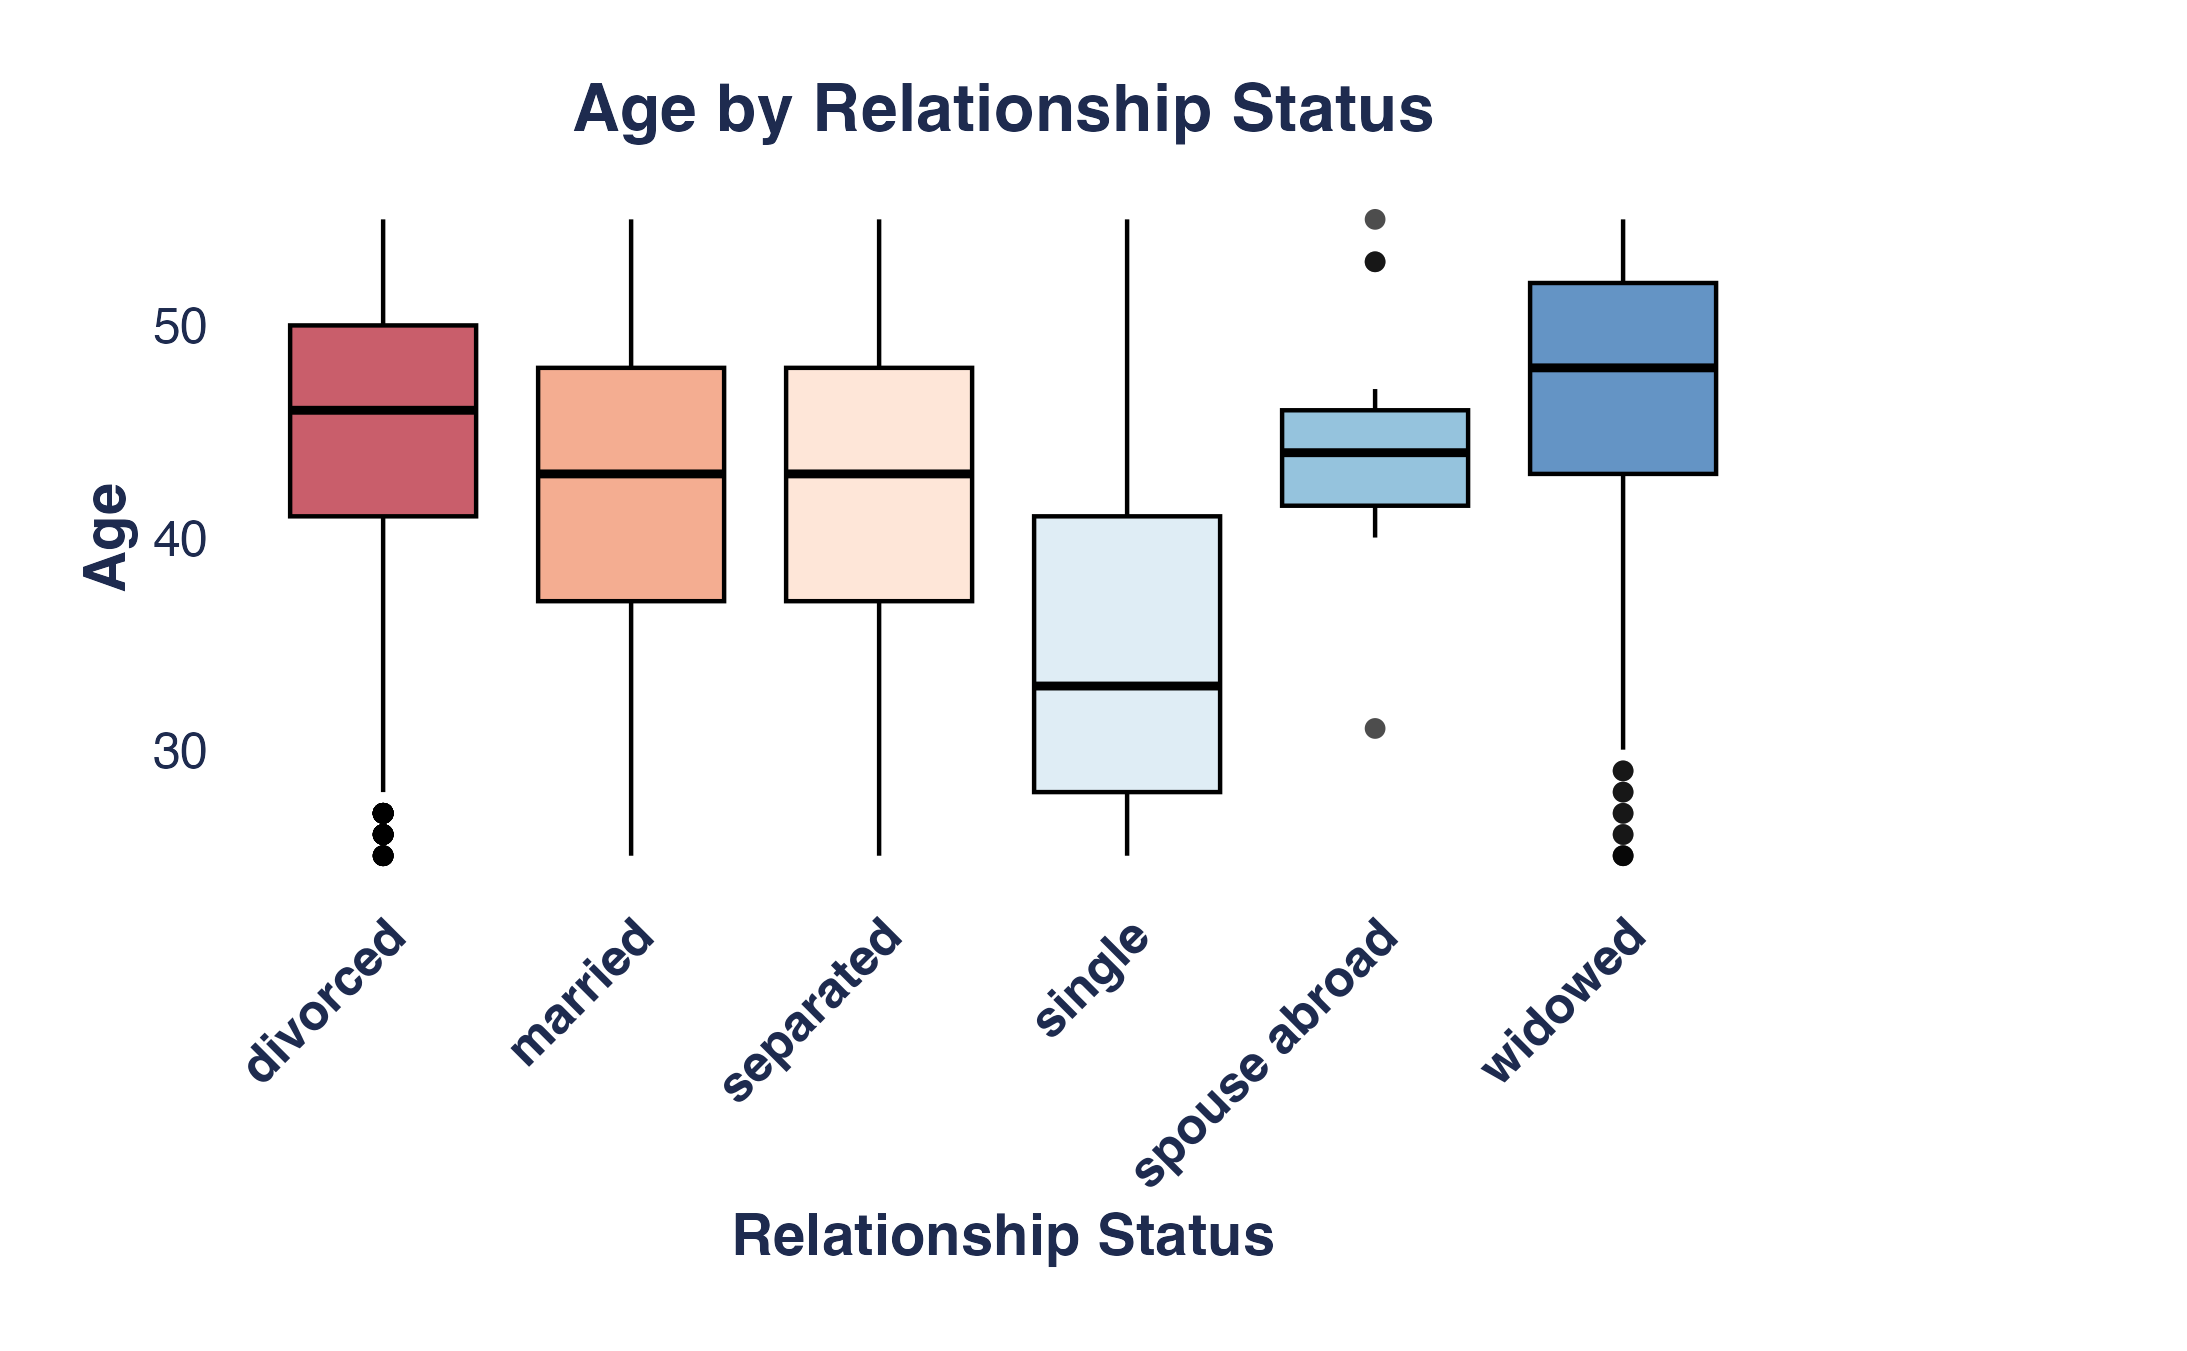 Age by Relationship Status
Age
50
40
30
divorced
married
separated
single
spouse abroad
widowed
Relationship Status